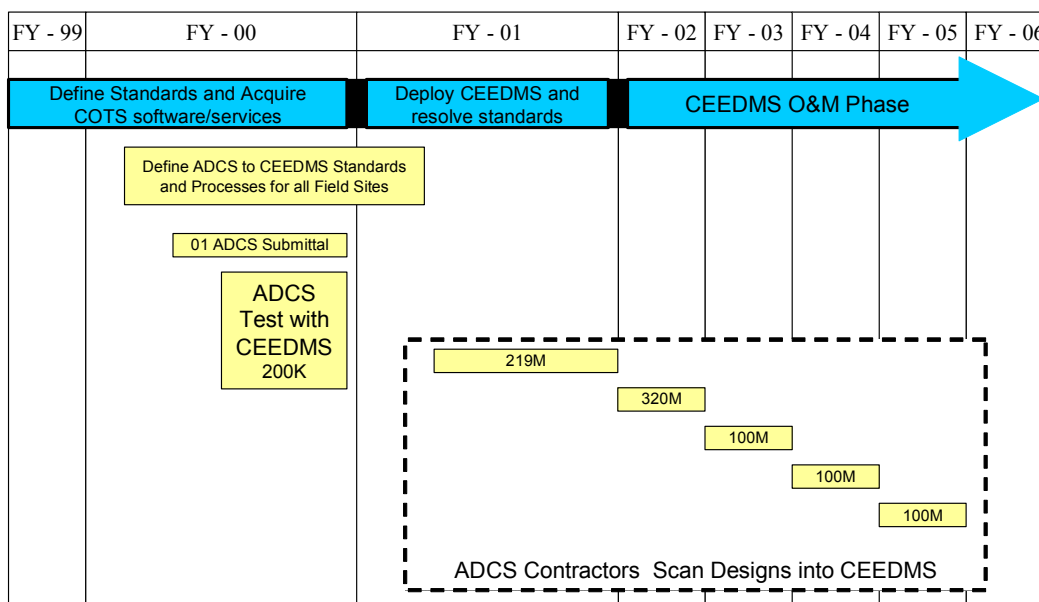 FY - 99 FY - 00 FY - 01 FY - 02 FY - 03 FY - 04 FY - 05 FY - 06
Define Standards and Acquire
COTS software/services
Deploy CEEDMS and
resolve standards
CEEDMS O&M Phase
Define ADCS to CEEDMS Standards
and Processes for all Field Sites
01 ADCS Submittal
ADCS
Test with
CEEDMS
200K
219M
320M
100M
100M
100M
ADCS Contractors Scan Designs into CEEDMS